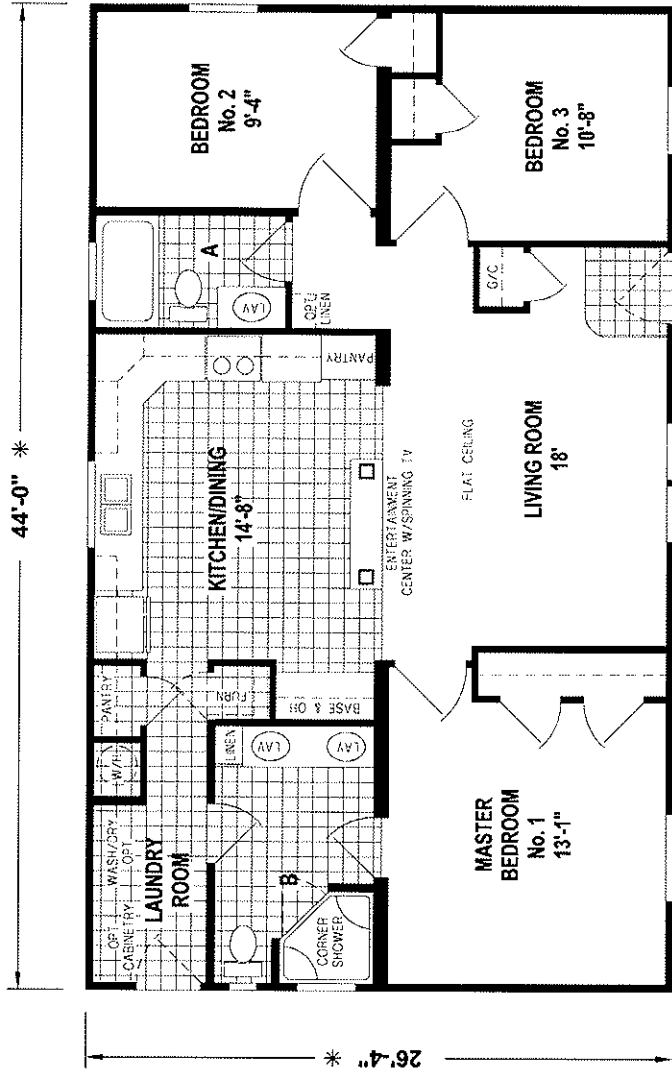 44'-0" *
26'-4" *
BEDROOM
No. 2
9'-4"
BEDROOM
No. 3
10'-8"
A
LAV
OPT
LINEN
G/C
PANTRY
KITCHEN/DINING
14'-8"
ENTERTAINMENT
CENTER W/SPINNING TV
FLAT CEILING
LIVING ROOM
18'
PANTRY
FURN
BASE & OH
W/H
OPT WASH/DRY
CABINETRY OPT
LAUNDRY
ROOM
LINEN
LAV
LAV
B
CORNER
SHOWER
MASTER
BEDROOM
No. 1
13'-1"